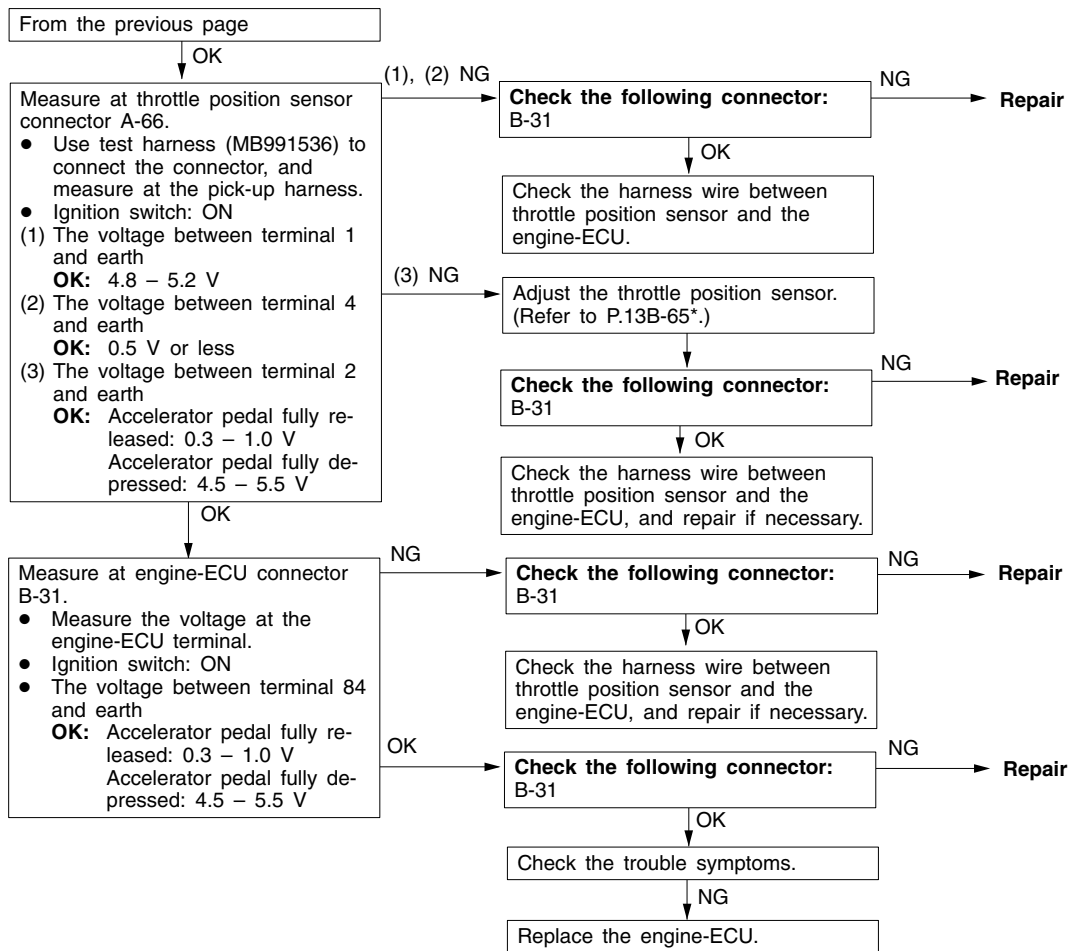 From the previous page
OK
Measure at throttle position sensor
connector A-66.
● Use test harness (MB991536) to
connect the connector, and
measure at the pick-up harness.
● Ignition switch: ON
(1) The voltage between terminal 1
and earth
OK: 4.8 – 5.2 V
(2) The voltage between terminal 4
and earth
OK: 0.5 V or less
(3) The voltage between terminal 2
and earth
OK: Accelerator pedal fully re-
leased: 0.3 – 1.0 V
Accelerator pedal fully de-
pressed: 4.5 – 5.5 V
(1), (2) NG
Check the following connector:
B-31
NG
Repair
OK
Check the harness wire between
throttle position sensor and the
engine-ECU.
(3) NG
Adjust the throttle position sensor.
(Refer to P.13B-65*.)
Check the following connector:
B-31
NG
Repair
OK
Check the harness wire between
throttle position sensor and the
engine-ECU, and repair if necessary.
OK
Measure at engine-ECU connector
B-31.
● Measure the voltage at the
engine-ECU terminal.
● Ignition switch: ON
● The voltage between terminal 84
and earth
OK: Accelerator pedal fully re-
leased: 0.3 – 1.0 V
Accelerator pedal fully de-
pressed: 4.5 – 5.5 V
NG
Check the following connector:
B-31
NG
Repair
OK
Check the harness wire between
throttle position sensor and the
engine-ECU, and repair if necessary.
OK
Check the following connector:
B-31
NG
Repair
OK
Check the trouble symptoms.
NG
Replace the engine-ECU.